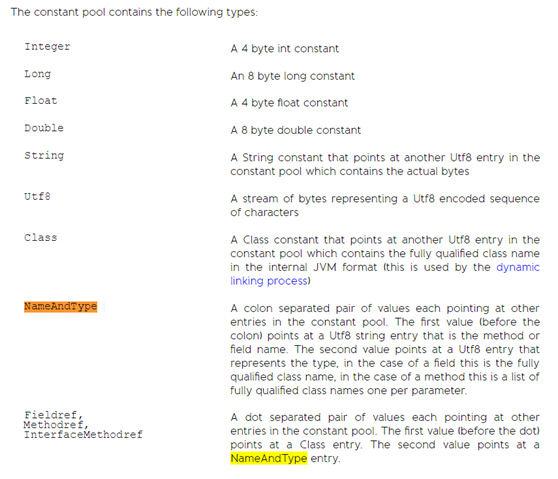 The constant pool contains the following types:
Integer
A 4 byte int constant
Long
An 8 byte long constant
Float
A 4 byte float constant
Double
A 8 byte double constant
String
A String constant that points at another Utf8 entry in the
constant pool which contains the actual bytes
Utf8
A stream of bytes representing a Utf8 encoded sequence
of characters
Class
A Class constant that points at another Utf8 entry in the
constant pool which contains the fully qualified class name
in the internal JVM format (this is used by the dynamic
linking process)
NameAndType
A colon separated pair of values each pointing at other
entries in the constant pool. The first value (before the
colon) points at a Utf8 string entry that is the method or
field name. The second value points at a Utf8 entry that
represents the type, in the case of a field this is the fully
qualified class name, in the case of a method this is a list of
fully qualified class names one per parameter.
Fieldref,
Methodref,
InterfaceMethodref
A dot separated pair of values each pointing at other
entries in the constant pool. The first value (before the dot)
points at a Class entry. The second value points at a
NameAndType entry.